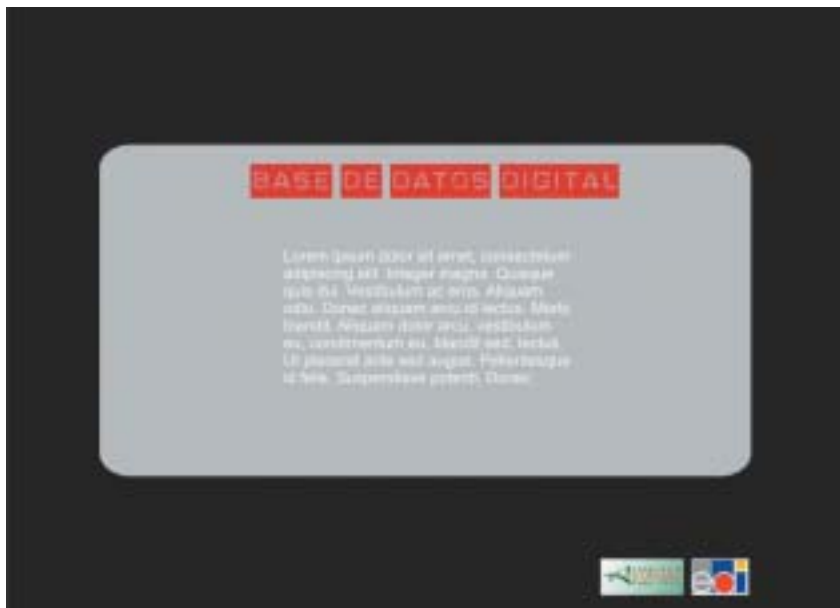 BASE DE DATOS DIGITAL
Lorem ipsum dolor sit amet, consectetuer
adipiscing elit. Integer magna. Quisque
quis dui. Vestibulum ac eros. Aliquam
odio. Donec aliquam arcu id lectus. Morbi
blandit. Aliquam dolor arcu, vestibulum
eu, condimentum eu, blandit sed, lectus.
Ut placerat ante sed augue. Pellentesque
id felis. Suspendisse potenti. Donec